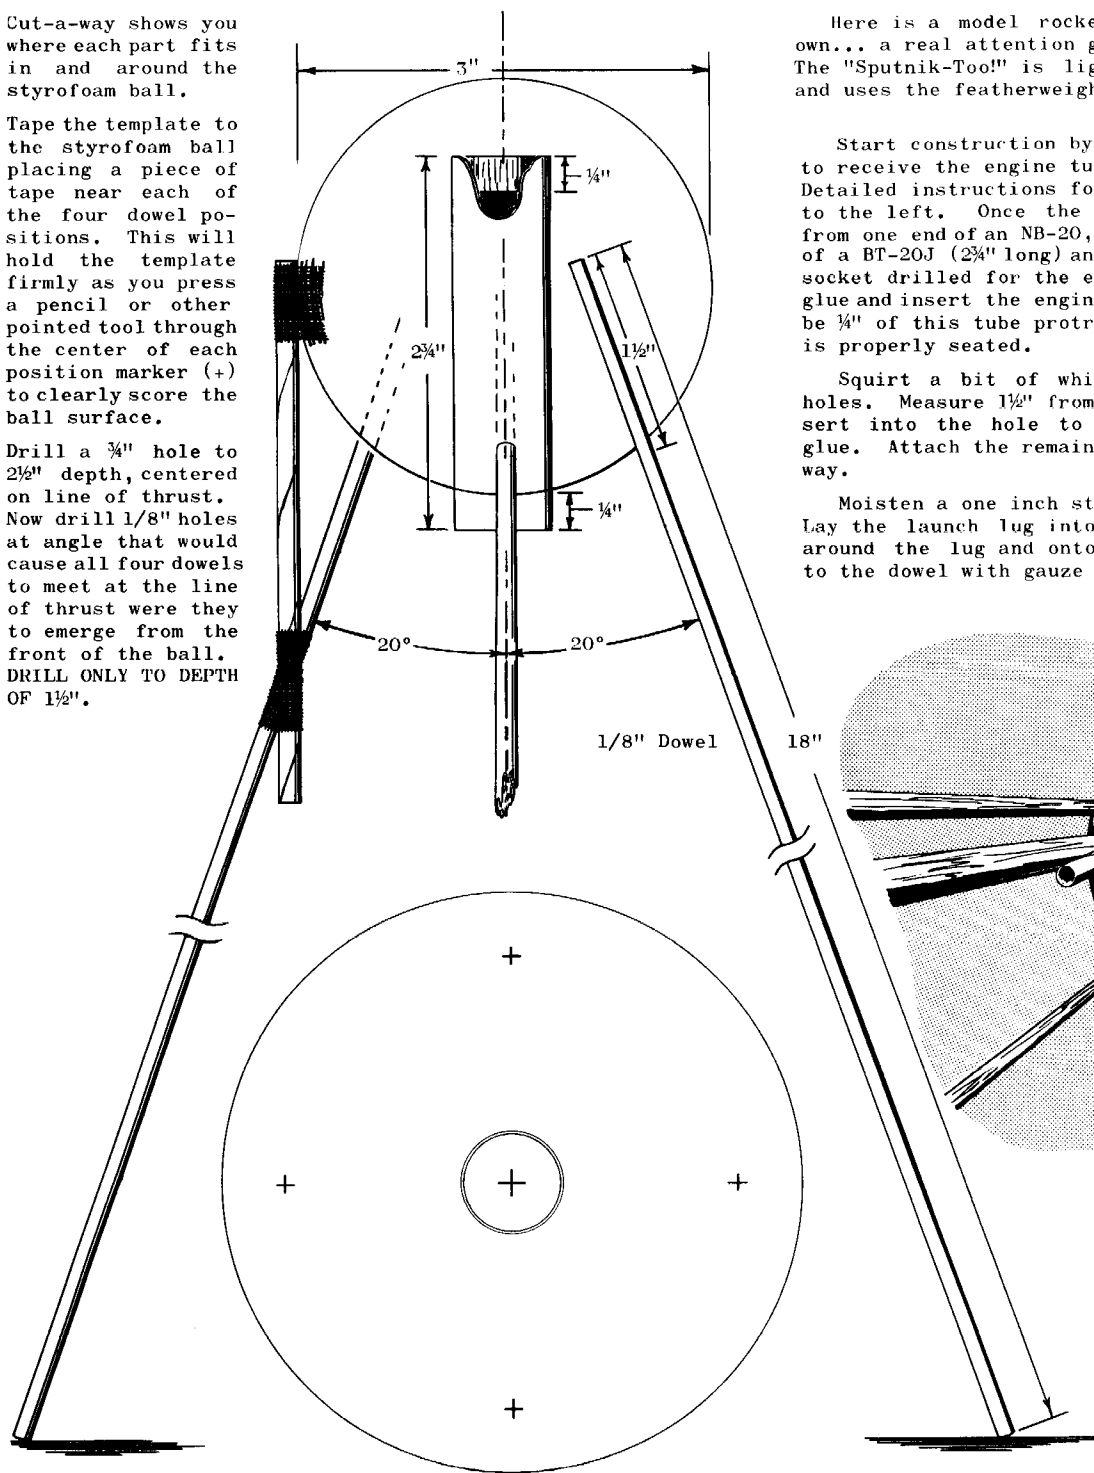 Cut-a-way shows you
where each part fits
in and around the
styrofoam ball.
Tape the template to
the styrofoam ball
placing a piece of
tape near each of
the four dowel po-
sitions. This will
hold the template
firmly as you press
a pencil or other
pointed tool through
the center of each
position marker (+)
to clearly score the
ball surface.
Drill a ¾" hole to
2½" depth, centered
on line of thrust.
Now drill 1/8" holes
at angle that would
cause all four dowels
to meet at the line
of thrust were they
to emerge from the
front of the ball.
DRILL ONLY TO DEPTH
OF 1½".
3"
¼"
2¾"
1½"
¼"
20°
20°
1/8" Dowel
18"
Here is a model rocke
own... a real attention g
The "Sputnik-Too!" is lig
and uses the featherweigh
Start construction by
to receive the engine tu
Detailed instructions fo
to the left. Once the
from one end of an NB-20,
of a BT-20J (2¾" long) an
socket drilled for the e
glue and insert the engin
be ¼" of this tube protr
is properly seated.
Squirt a bit of whi
holes. Measure 1½" from
sert into the hole to
glue. Attach the remain
way.
Moisten a one inch st
Lay the launch lug into
around the lug and onto
to the dowel with gauze